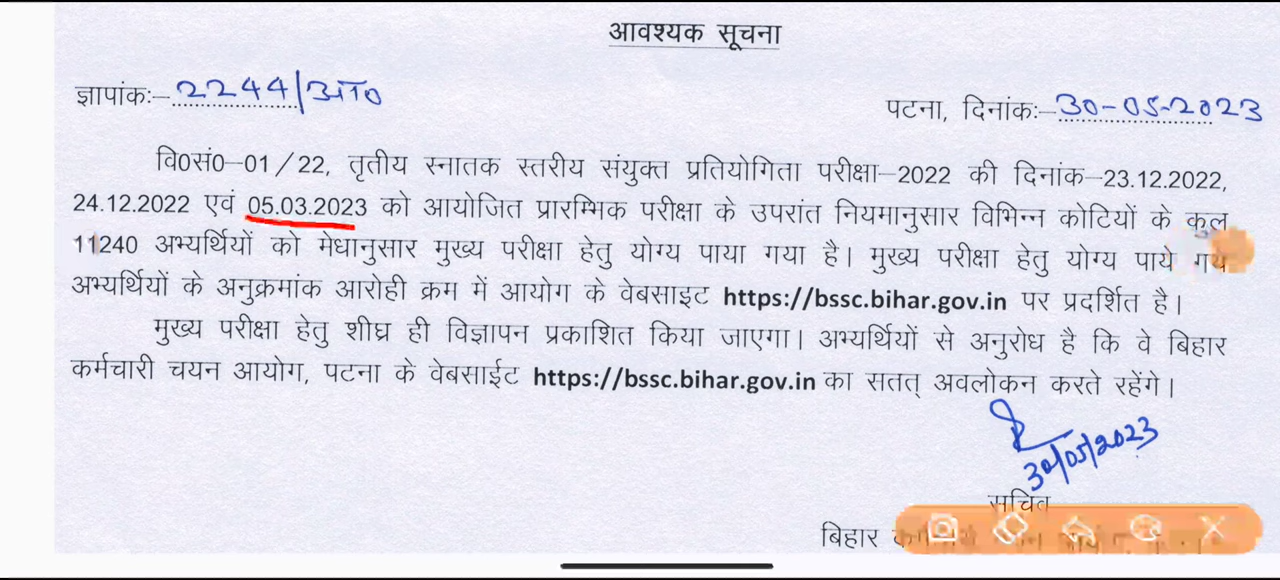 आवश्यक सूचना
ज्ञापांकः– 2244/आ०
पटना, दिनांकः– 30-05-2023
वि0सं0–01/22, तृतीय स्नातक स्तरीय संयुक्त प्रतियोगिता परीक्षा–2022 की दिनांक–23.12.2022,
24.12.2022 एवं 05.03.2023 को आयोजित प्रारम्भिक परीक्षा के उपरांत नियमानुसार विभिन्न कोटियों के कुल
11240 अभ्यर्थियों को मेधानुसार मुख्य परीक्षा हेतु योग्य पाया गया है। मुख्य परीक्षा हेतु योग्य पाये गये
अभ्यर्थियों के अनुक्रमांक आरोही क्रम में आयोग के वेबसाइट https://bssc.bihar.gov.in पर प्रदर्शित है।
मुख्य परीक्षा हेतु शीघ्र ही विज्ञापन प्रकाशित किया जाएगा। अभ्यर्थियों से अनुरोध है कि वे बिहार
कर्मचारी चयन आयोग, पटना के वेबसाईट https://bssc.bihar.gov.in का सतत् अवलोकन करते रहेंगे।
30/05/2023
सचिव
बिहार